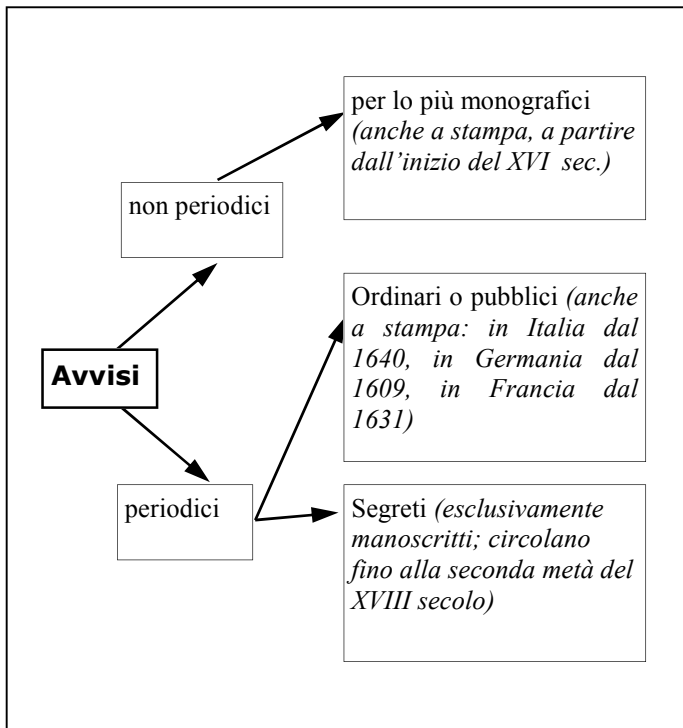 per lo più monografici
(anche a stampa, a partire
dall'inizio del XVI sec.)
non periodici
Ordinari o pubblici (anche
a stampa: in Italia dal
1640, in Germania dal
1609, in Francia dal
1631)
Avvisi
periodici
Segreti (esclusivamente
manoscritti; circolano
fino alla seconda metà del
XVIII secolo)